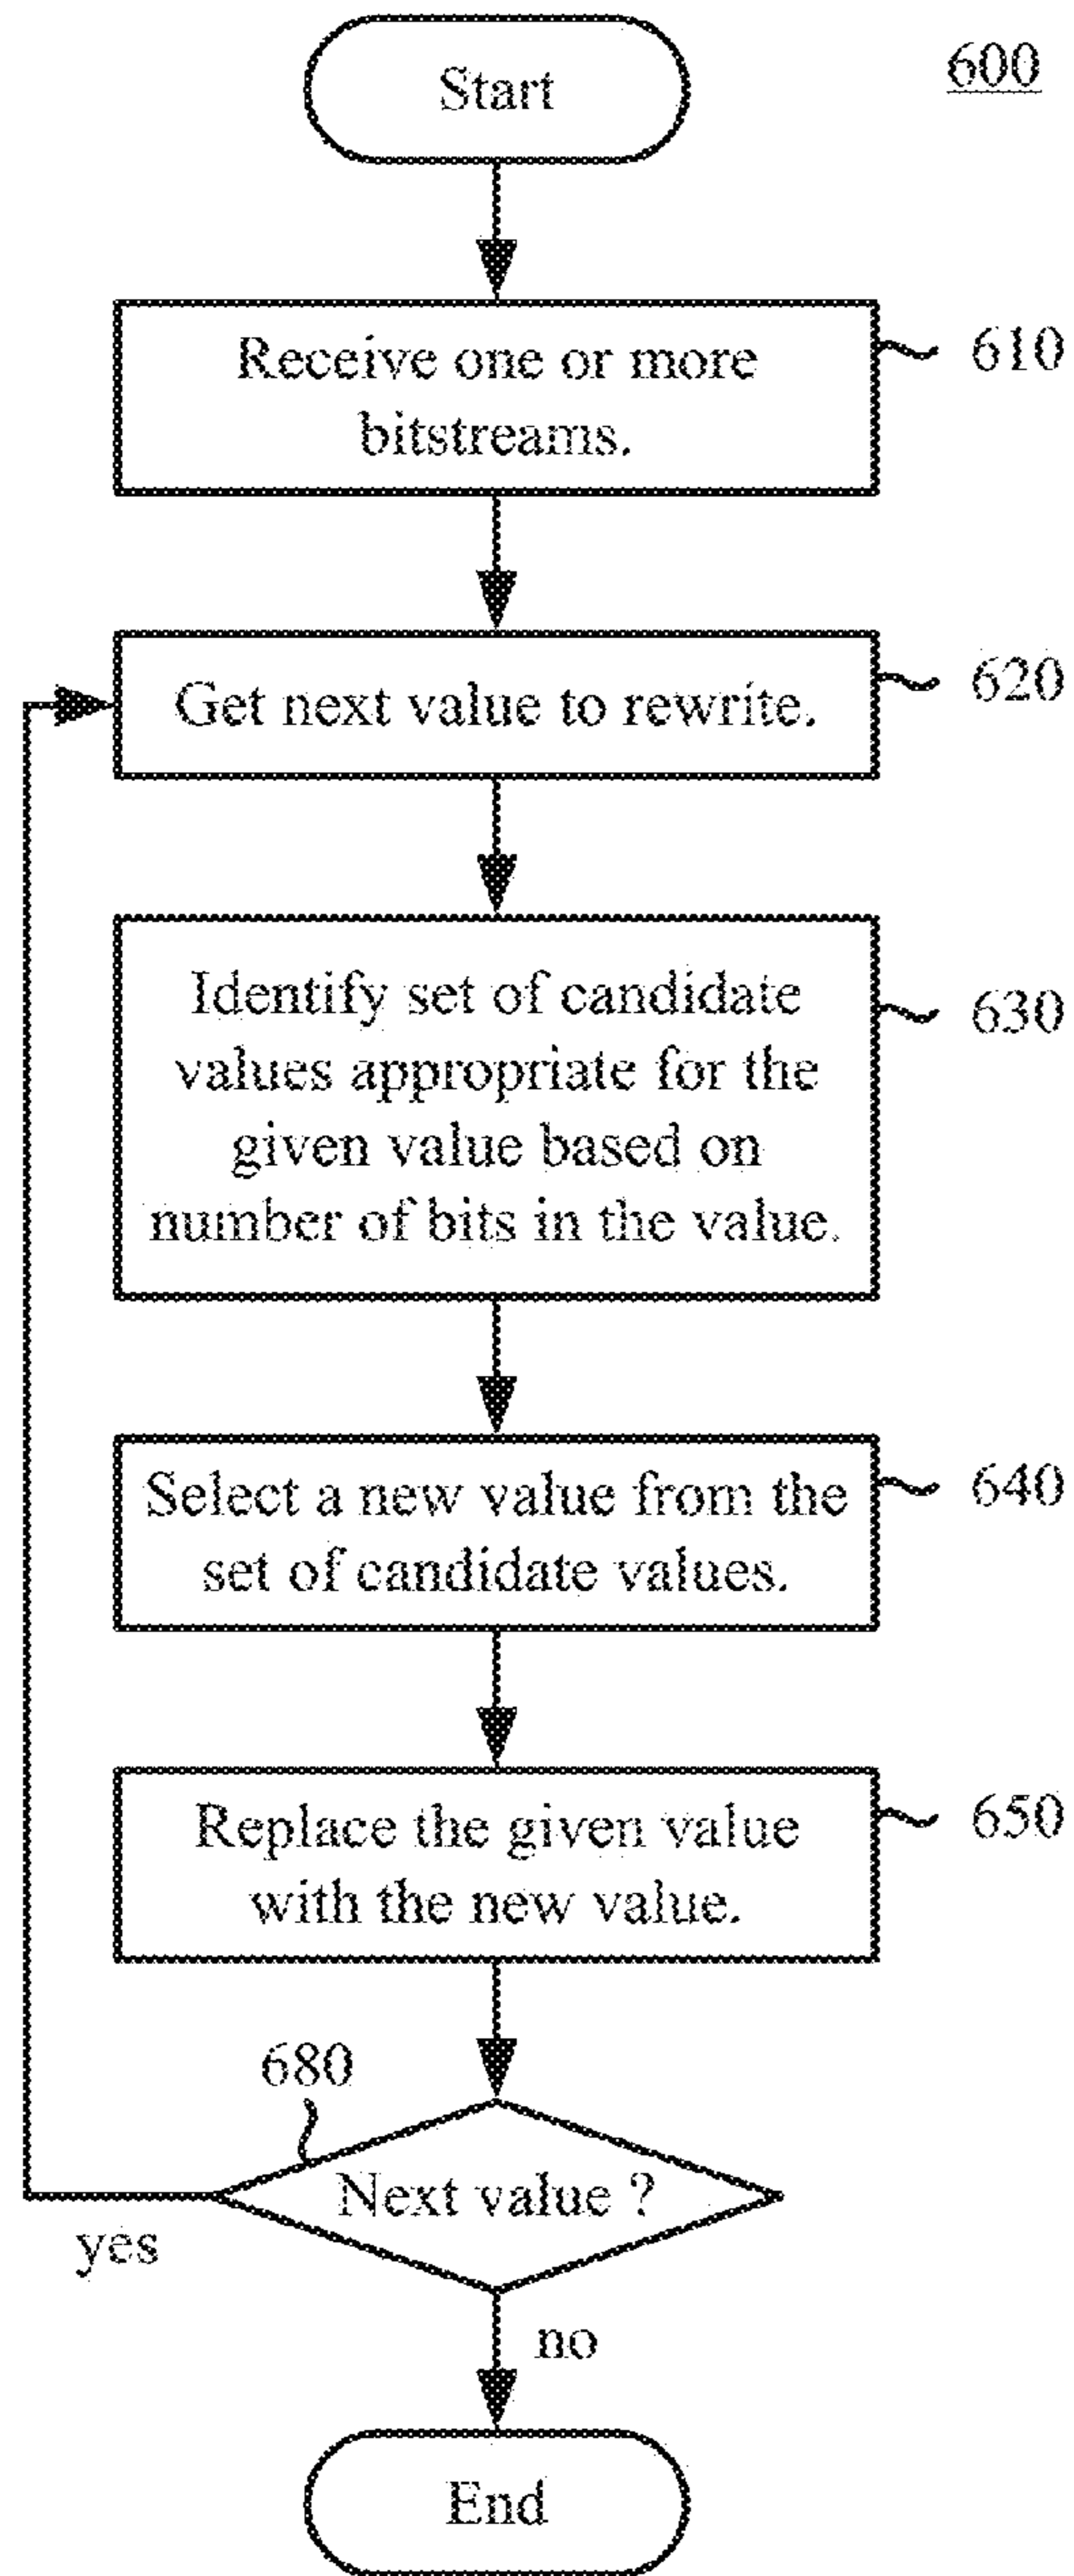 Start
600
Receive one or more
bitstreams.
610
Get next value to rewrite.
620
Identify set of candidate
values appropriate for the
given value based on
number of bits in the value.
630
Select a new value from the
set of candidate values.
640
Replace the given value
with the new value.
650
680
Next value ?
yes
no
End